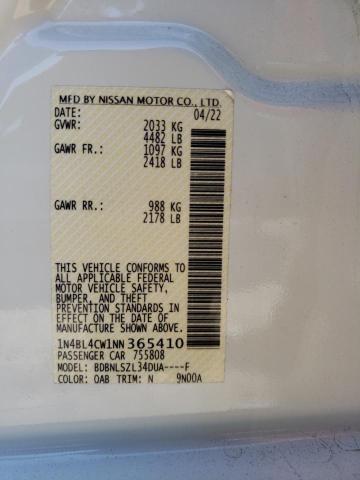 MFD BY NISSAN MOTOR CO., LTD.
DATE: 04/22
GVWR: 2033 KG
4482 LB
GAWR FR: 1097 KG
2418 LB
GAWR RR: 988 KG
2178 LB
THIS VEHICLE CONFORMS TO
ALL APPLICABLE FEDERAL
MOTOR VEHICLE SAFETY,
BUMPER, AND THEFT
PREVENTION STANDARDS
IN EFFECT ON THE DATE OF
MANUFACTURE SHOWN ABOVE.
1N4BL4CW1NN365410
PASSENGER CAR 755808
MODEL: BDBNLSZL34DUA----F
COLOR: QAB TRIM: N 9N00A